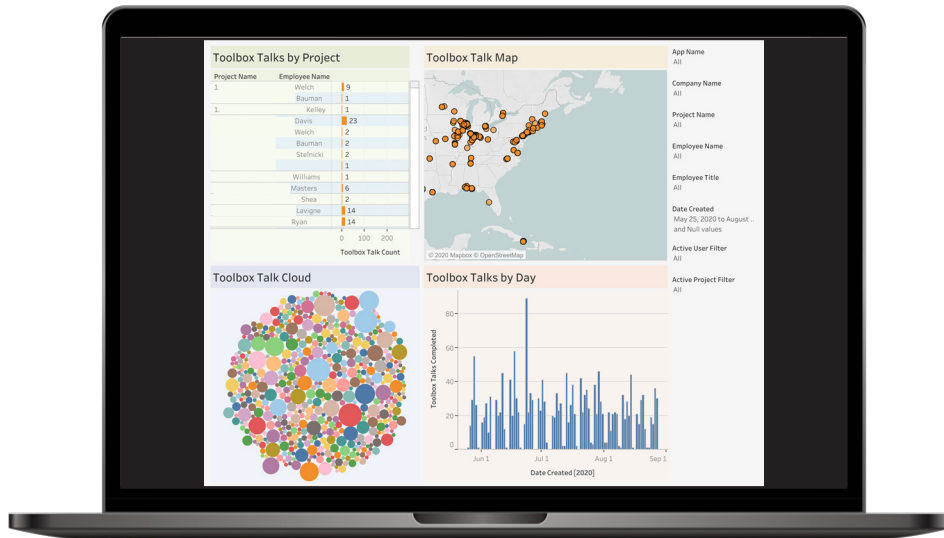 Toolbox Talks by Project
Project Name Employee Name
1 Welch 9
Bauman 1
1. Kelley 1
Davis 23
Welch 2
Bauman 2
Stelnicki 2
1
Williams 1
Masters 6
Shea 2
Lavigne 14
Ryan 14
0 100 200
Toolbox Talk Count
Toolbox Talk Map
© 2020 Mapbox © OpenStreetMap
App Name
All
Company Name
All
Project Name
All
Employee Name
All
Employee Title
All
Date Created
May 25, 2020 to August ..
and Null values
Active User Filter
All
Active Project Filter
All
Toolbox Talk Cloud
Toolbox Talks by Day
Toolbox Talks Completed
80
60
40
20
0
Jun 1 Jul 1 Aug 1 Sep 1
Date Created [2020]